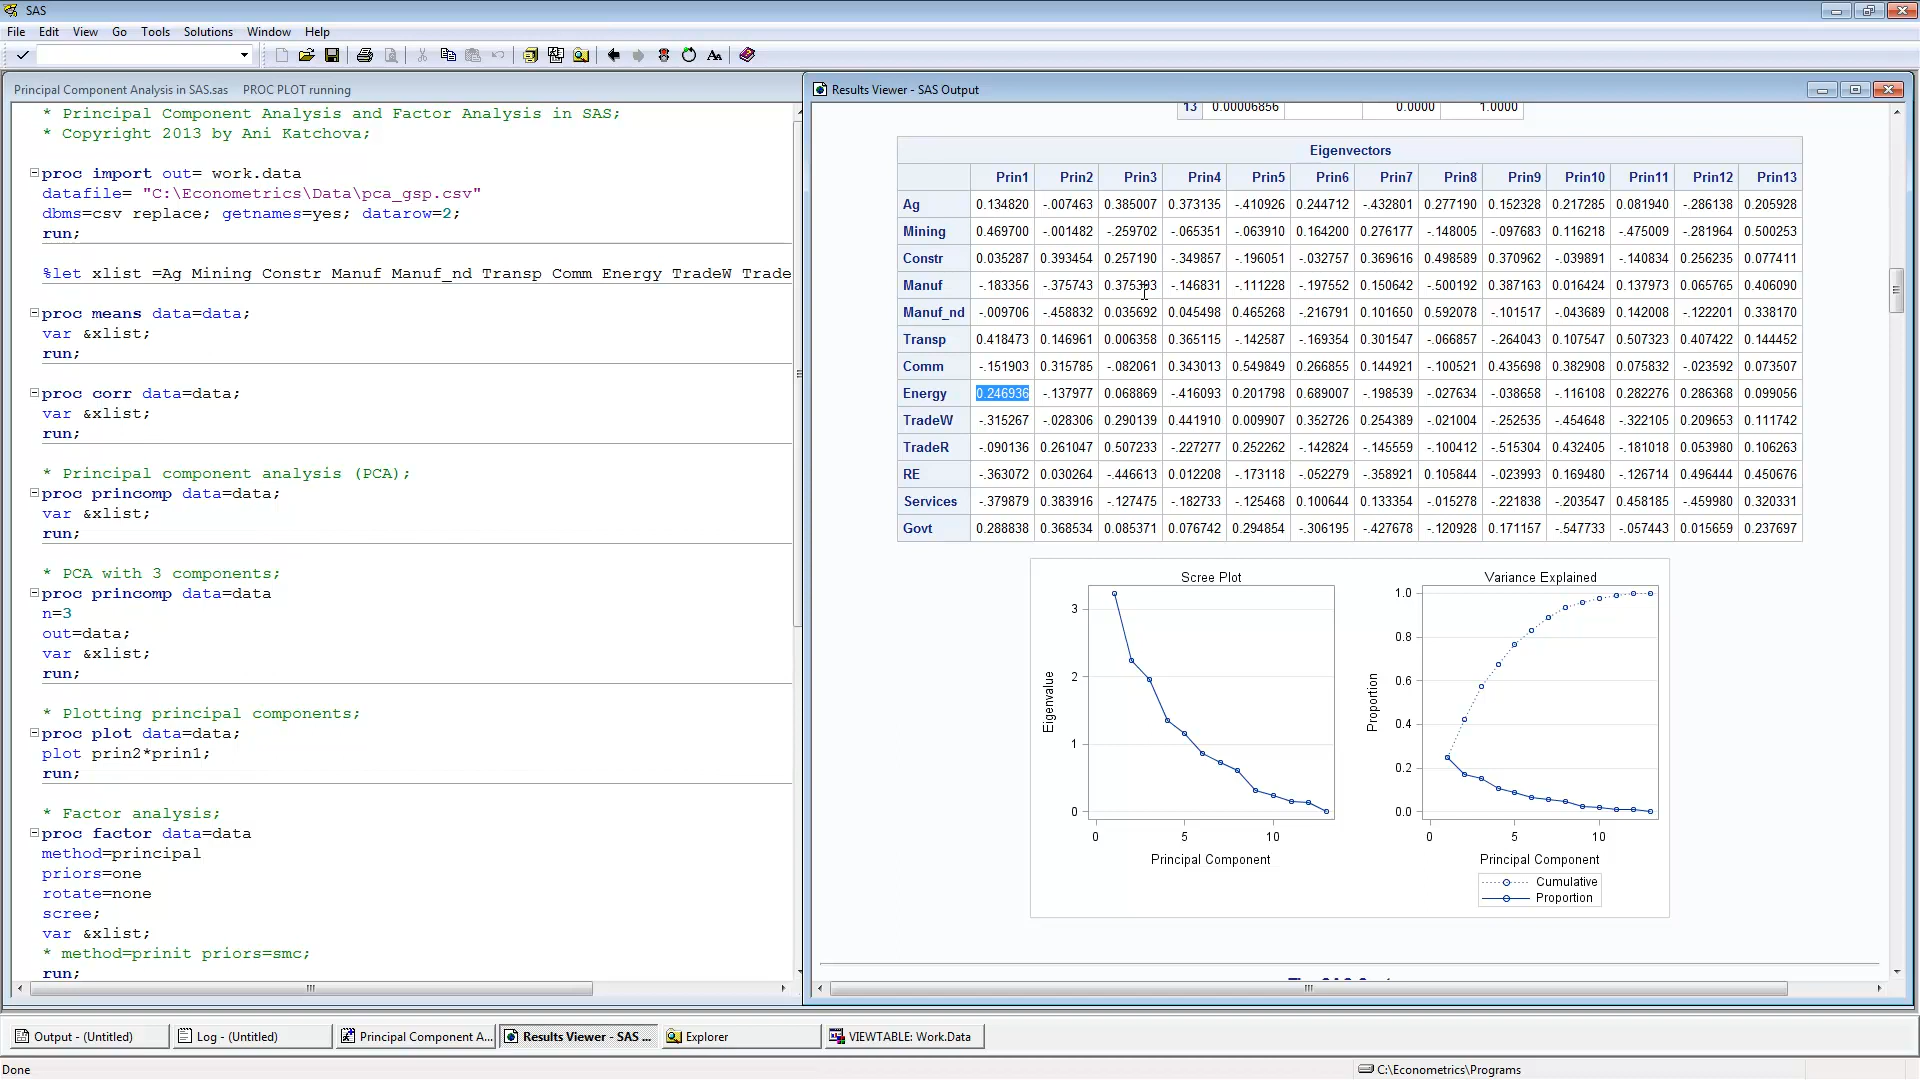 SAS
File Edit View Go Tools Solutions Window Help
Principal Component Analysis in SAS.sas PROC PLOT running
* Principal Component Analysis and Factor Analysis in SAS;
* Copyright 2013 by Ani Katchova;
proc import out= work.data
datafile= "C:\Econometrics\Data\pca_gsp.csv"
dbms=csv replace; getnames=yes; datarow=2;
run;
%let xlist =Ag Mining Constr Manuf Manuf_nd Transp Comm Energy TradeW Trade
proc means data=data;
var &xlist;
run;
proc corr data=data;
var &xlist;
run;
* Principal component analysis (PCA);
proc princomp data=data;
var &xlist;
run;
* PCA with 3 components;
proc princomp data=data
n=3
out=data;
var &xlist;
run;
* Plotting principal components;
proc plot data=data;
plot prin2*prin1;
run;
* Factor analysis;
proc factor data=data
method=principal
priors=one
rotate=none
scree;
var &xlist;
* method=prinit priors=smc;
run;
Results Viewer - SAS Output
13 0.00006856 0.0000 1.0000
Eigenvectors
Prin1 Prin2 Prin3 Prin4 Prin5 Prin6 Prin7 Prin8 Prin9 Prin10 Prin11 Prin12 Prin13
Ag 0.134820 -.007463 0.385007 0.373135 -.410926 0.244712 -.432801 0.277190 0.152328 0.217285 0.081940 -.286138 0.205928
Mining 0.469700 -.001482 -.259702 -.065351 -.063910 0.164200 0.276177 -.148005 -.097683 0.116218 -.475009 -.281964 0.500253
Constr 0.035287 0.393454 0.257190 -.349857 -.196051 -.032757 0.369616 0.498589 0.370962 -.039891 -.140834 0.256235 0.077411
Manuf -.183356 -.375743 0.375393 -.146831 -.111228 -.197552 0.150642 -.500192 0.387163 0.016424 0.137973 0.065765 0.406090
Manuf_nd -.009706 -.458832 0.035692 0.045498 0.465268 -.216791 0.101650 0.592078 -.101517 -.043689 0.142008 -.122201 0.338170
Transp 0.418473 0.146961 0.006358 0.365115 -.142587 -.169354 0.301547 -.066857 -.264043 0.107547 0.507323 0.407422 0.144452
Comm -.151903 0.315785 -.082061 0.343013 0.549849 0.266855 0.144921 -.100521 0.435698 0.382908 0.075832 -.023592 0.073507
Energy 0.246936 -.137977 0.068869 -.416093 0.201798 0.689007 -.198539 -.027634 -.038658 -.116108 0.282276 0.286368 0.099056
TradeW -.315267 -.028306 0.290139 0.441910 0.009907 0.352726 0.254389 -.021004 -.252535 -.454648 -.322105 0.209653 0.111742
TradeR -.090136 0.261047 0.507233 -.227277 0.252262 -.142824 -.145559 -.100412 -.515304 0.432405 -.181018 0.053980 0.106263
RE -.363072 0.030264 -.446613 0.012208 -.173118 -.052279 -.358921 0.105844 -.023993 0.169480 -.126714 0.496444 0.450676
Services -.379879 0.383916 -.127475 -.182733 -.125468 0.100644 0.133354 -.015278 -.221838 -.203547 0.458185 -.459980 0.320331
Govt 0.288838 0.368534 0.085371 0.076742 0.294854 -.306195 -.427678 -.120928 0.171157 -.547733 -.057443 0.015659 0.237697
Scree Plot
3
2
1
0
Eigenvalue
0 5 10
Principal Component
Variance Explained
1.0
0.8
0.6
0.4
0.2
0.0
Proportion
0 5 10
Principal Component
Cumulative
Proportion
Output - (Untitled) Log - (Untitled) Principal Component A... Results Viewer - SAS ... Explorer VIEWTABLE: Work.Data
Done C:\Econometrics\Programs